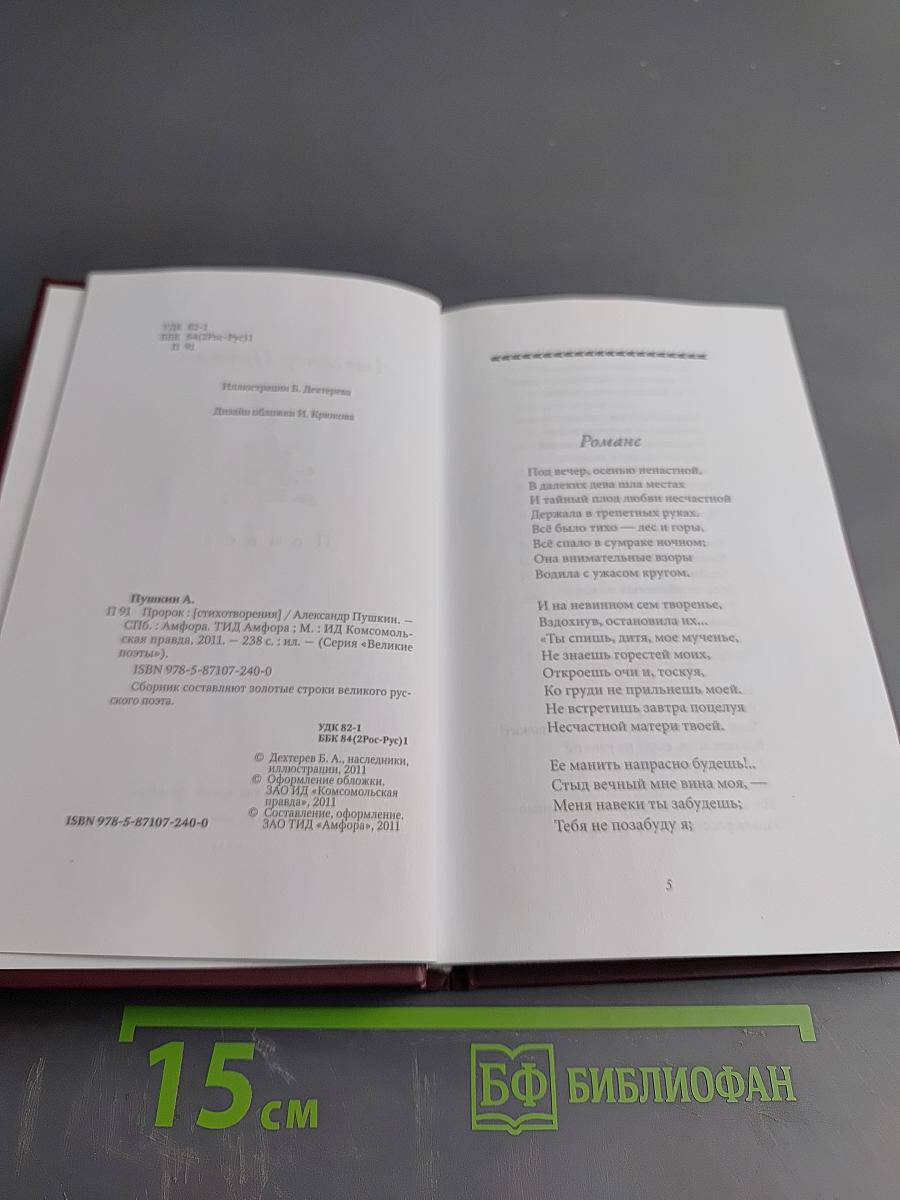 УДК 82-1
ББК 84(2Рос-Рус)1
П 91
Иллюстрации Б. Дехтерева
Дизайн обложки И. Крюкова
Пушкин А.
П 91 Пророк : [стихотворения] / Александр Пушкин. —
СПб. : Амфора. ТИД Амфора ; М. : ИД Комсомоль-
ская правда, 2011. — 238 с. : ил. — (Серия «Великие
поэты»).
ISBN 978-5-87107-240-0
Сборник составляют золотые строки великого рус-
ского поэта.
УДК 82-1
ББК 84(2Рос-Рус)1
© Дехтерев Б. А., наследники,
иллюстрации, 2011
© Оформление обложки.
ЗАО ИД «Комсомольская
правда», 2011
© Составление, оформление.
ЗАО ТИД «Амфора», 2011
ISBN 978-5-87107-240-0
Романс
Под вечер, осенью ненастной,
В далеких дева шла местах
И тайный плод любви несчастной
Держала в трепетных руках.
Всё было тихо — лес и горы,
Всё спало в сумраке ночном;
Она внимательные взоры
Водила с ужасом кругом.
И на невинном сем творенье,
Вздохнув, остановила их...
«Ты спишь, дитя, мое мученье,
Не знаешь горестей моих,
Откроешь очи и, тоскуя,
Ко груди не прильнешь моей.
Не встретишь завтра поцелуя
Несчастной матери твоей.
Ее манить напрасно будешь!..
Стыд вечный мне вина моя, —
Меня навеки ты забудешь;
Тебя не позабуду я;
5
15 см
БФ БИБЛИОФАН